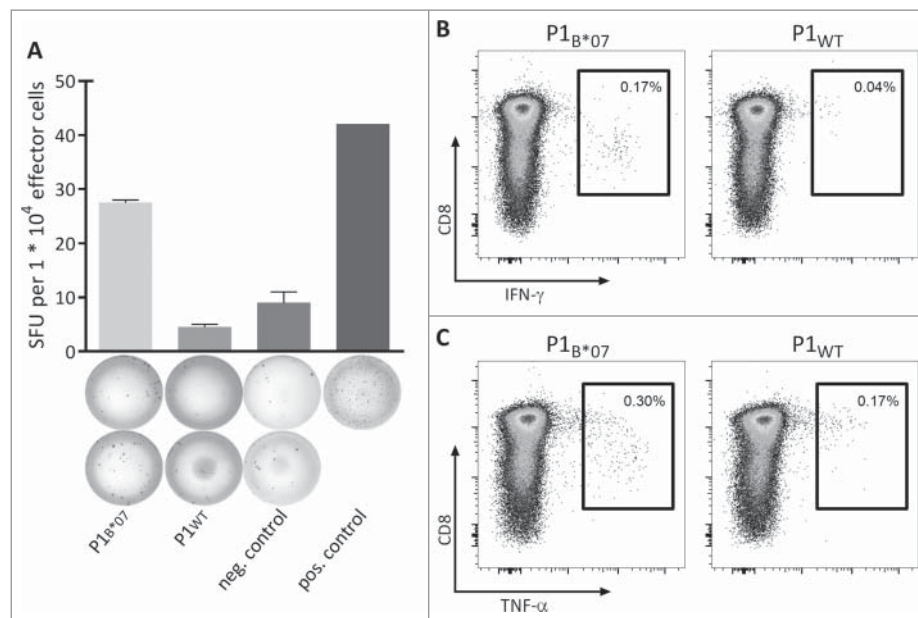 A
SFU per 1 * 10⁴ effector cells
50
40
30
20
10
0
P1B*07
P1WT
neg. control
pos. control
B
P1B*07
P1WT
0.17%
0.04%
CD8
IFN-γ
C
P1B*07
P1WT
0.30%
0.17%
CD8
TNF-α